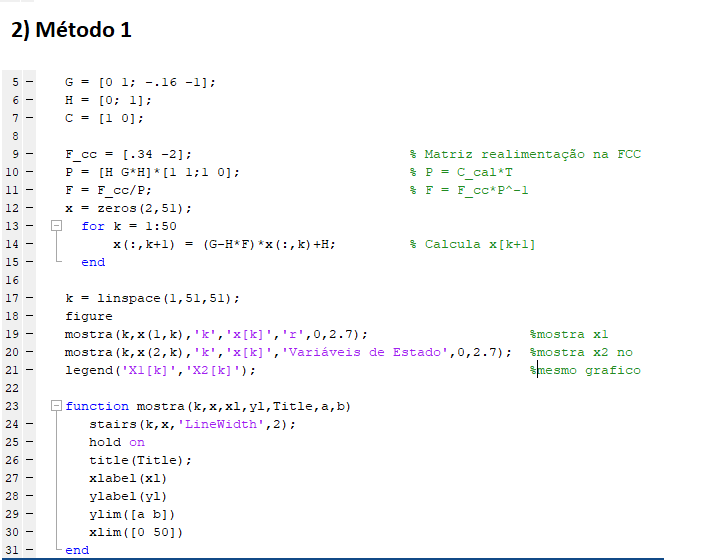 2) Método 1
5 - G = [0 1; -.16 -1];
6 - H = [0; 1];
7 - C = [1 0];
8
9 - F_cc = [.34 -2]; % Matriz realimentação na FCC
10 - P = [H G*H]*[1 1;1 0]; % P = C_cal*T
11 - F = F_cc/P; % F = F_cc*P^-1
12 - x = zeros(2,51);
13 - for k = 1:50
14 - x(:,k+1) = (G-H*F)*x(:,k)+H; % Calcula x[k+1]
15 - end
16
17 - k = linspace(1,51,51);
18 - figure
19 - mostra(k,x(1,k),'k','x[k]','r',0,2.7); %mostra x1
20 - mostra(k,x(2,k),'k','x[k]','Variáveis de Estado',0,2.7); %mostra x2 no
21 - legend('X1[k]','X2[k]'); %mesmo grafico
22
23 function mostra(k,x,xl,yl,Title,a,b)
24 - stairs(k,x,'LineWidth',2);
25 - hold on
26 - title(Title);
27 - xlabel(xl)
28 - ylabel(yl)
29 - ylim([a b])
30 - xlim([0 50])
31 - end